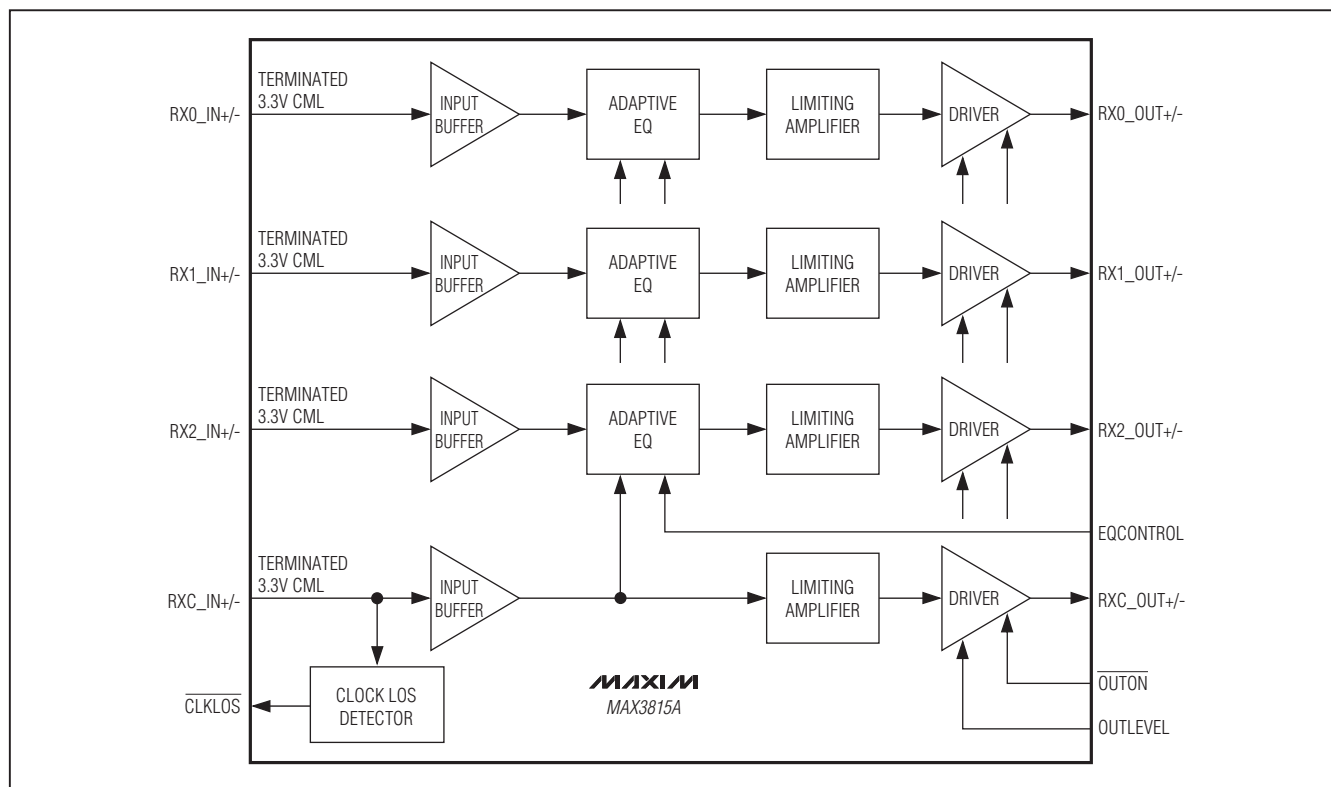 TERMINATED
3.3V CML
RX0_IN+/-
INPUT
BUFFER
ADAPTIVE
EQ
LIMITING
AMPLIFIER
DRIVER
RX0_OUT+/-
TERMINATED
3.3V CML
RX1_IN+/-
INPUT
BUFFER
ADAPTIVE
EQ
LIMITING
AMPLIFIER
DRIVER
RX1_OUT+/-
TERMINATED
3.3V CML
RX2_IN+/-
INPUT
BUFFER
ADAPTIVE
EQ
LIMITING
AMPLIFIER
DRIVER
RX2_OUT+/-
EQCONTROL
TERMINATED
3.3V CML
RXC_IN+/-
INPUT
BUFFER
LIMITING
AMPLIFIER
DRIVER
RXC_OUT+/-
CLKLOS
CLOCK LOS
DETECTOR
MAXIM
MAX3815A
OUTON
OUTLEVEL